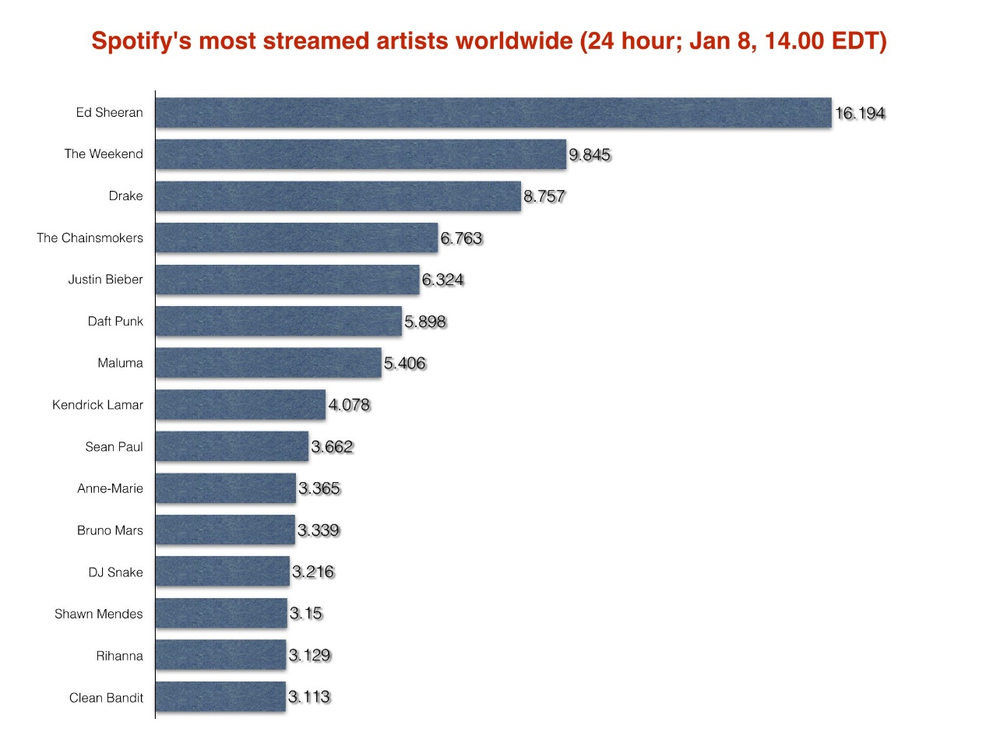 Spotify's most streamed artists worldwide (24 hour; Jan 8, 14.00 EDT)
Ed Sheeran 16.194
The Weekend 9.845
Drake 8.757
The Chainsmokers 6.763
Justin Bieber 6.324
Daft Punk 5.898
Maluma 5.406
Kendrick Lamar 4.078
Sean Paul 3.662
Anne-Marie 3.365
Bruno Mars 3.339
DJ Snake 3.216
Shawn Mendes 3.15
Rihanna 3.129
Clean Bandit 3.113